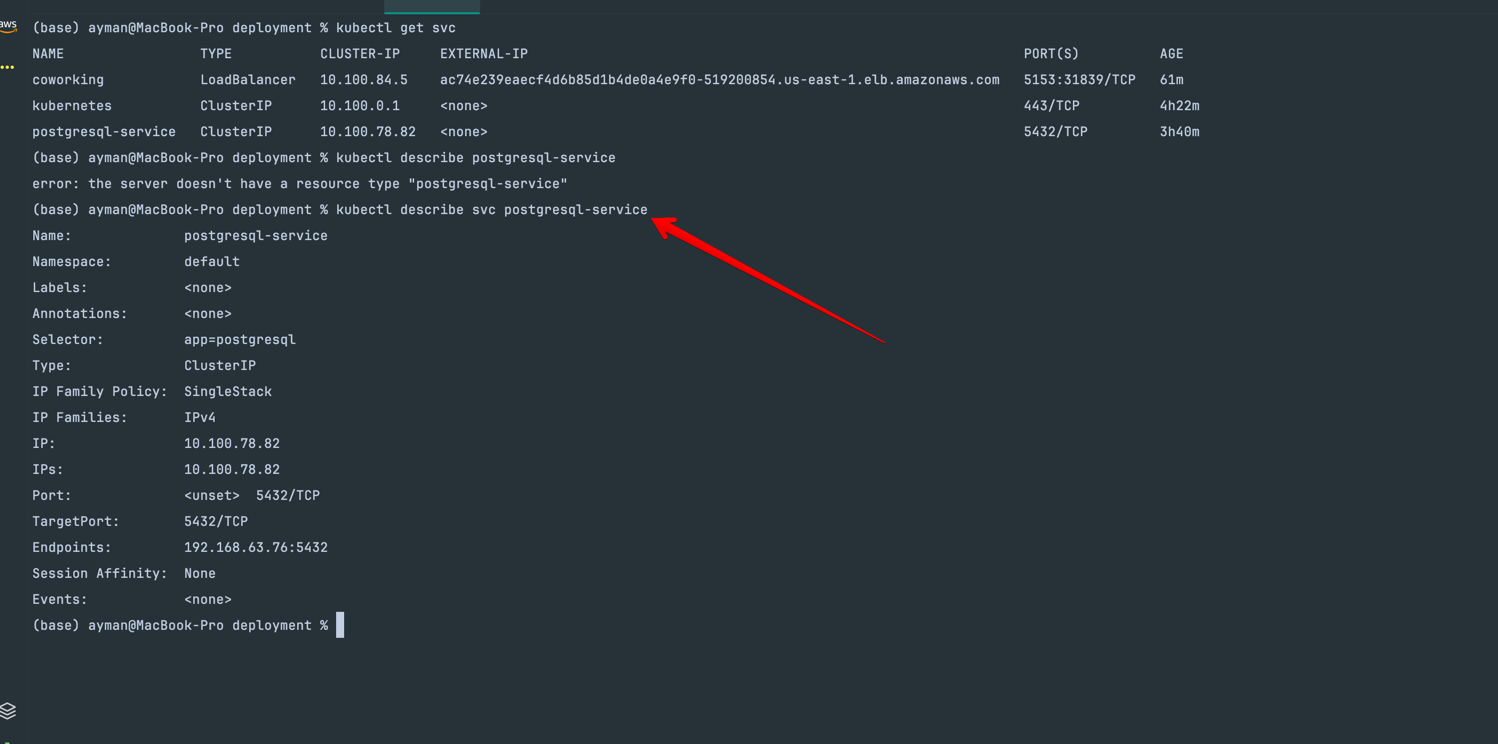 aws
(base) ayman@MacBook-Pro deployment % kubectl get svc
NAME TYPE CLUSTER-IP EXTERNAL-IP PORT(S) AGE
coworking LoadBalancer 10.100.84.5 ac74e239eaecf4d6b85d1b4de0a4e9f0-519200854.us-east-1.elb.amazonaws.com 5153:31839/TCP 61m
kubernetes ClusterIP 10.100.0.1 <none> 443/TCP 4h22m
postgresql-service ClusterIP 10.100.78.82 <none> 5432/TCP 3h40m
(base) ayman@MacBook-Pro deployment % kubectl describe postgresql-service
error: the server doesn't have a resource type "postgresql-service"
(base) ayman@MacBook-Pro deployment % kubectl describe svc postgresql-service
Name: postgresql-service
Namespace: default
Labels: <none>
Annotations: <none>
Selector: app=postgresql
Type: ClusterIP
IP Family Policy: SingleStack
IP Families: IPv4
IP: 10.100.78.82
IPs: 10.100.78.82
Port: <unset> 5432/TCP
TargetPort: 5432/TCP
Endpoints: 192.168.63.76:5432
Session Affinity: None
Events: <none>
(base) ayman@MacBook-Pro deployment %